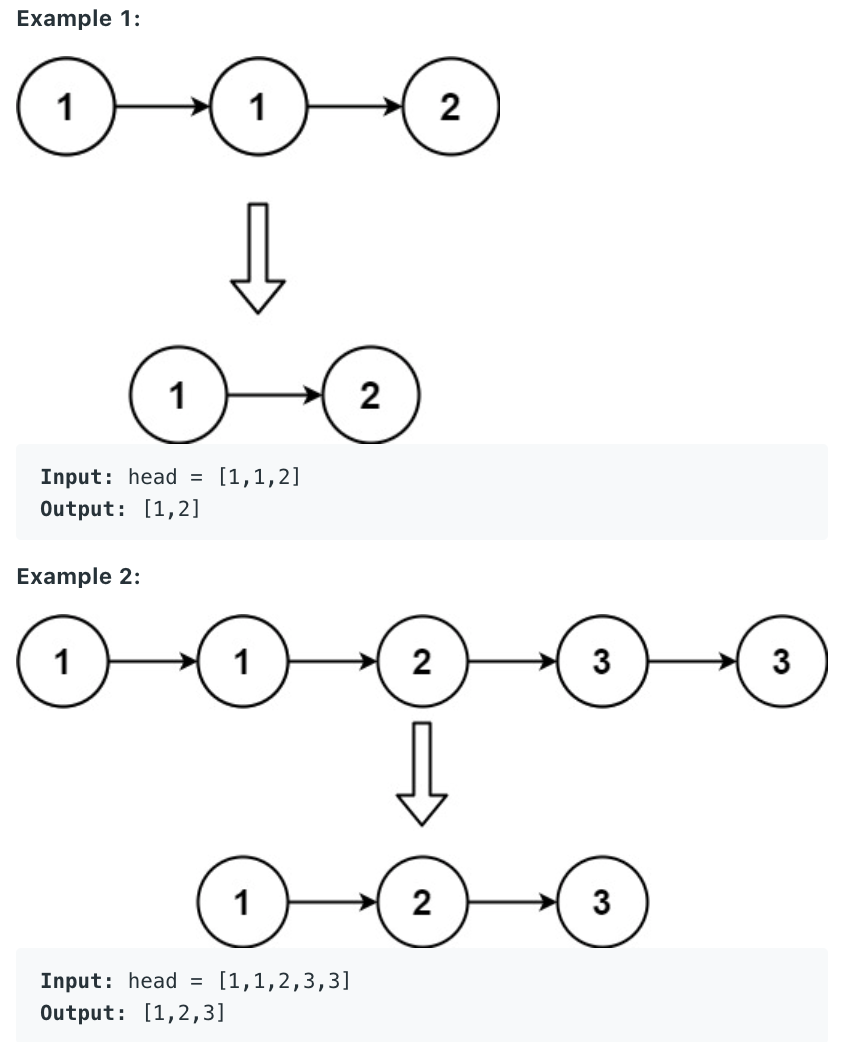 Example 1:
1 1 2
1 2
Input: head = [1,1,2]
Output: [1,2]
Example 2:
1 1 2 3 3
1 2 3
Input: head = [1,1,2,3,3]
Output: [1,2,3]